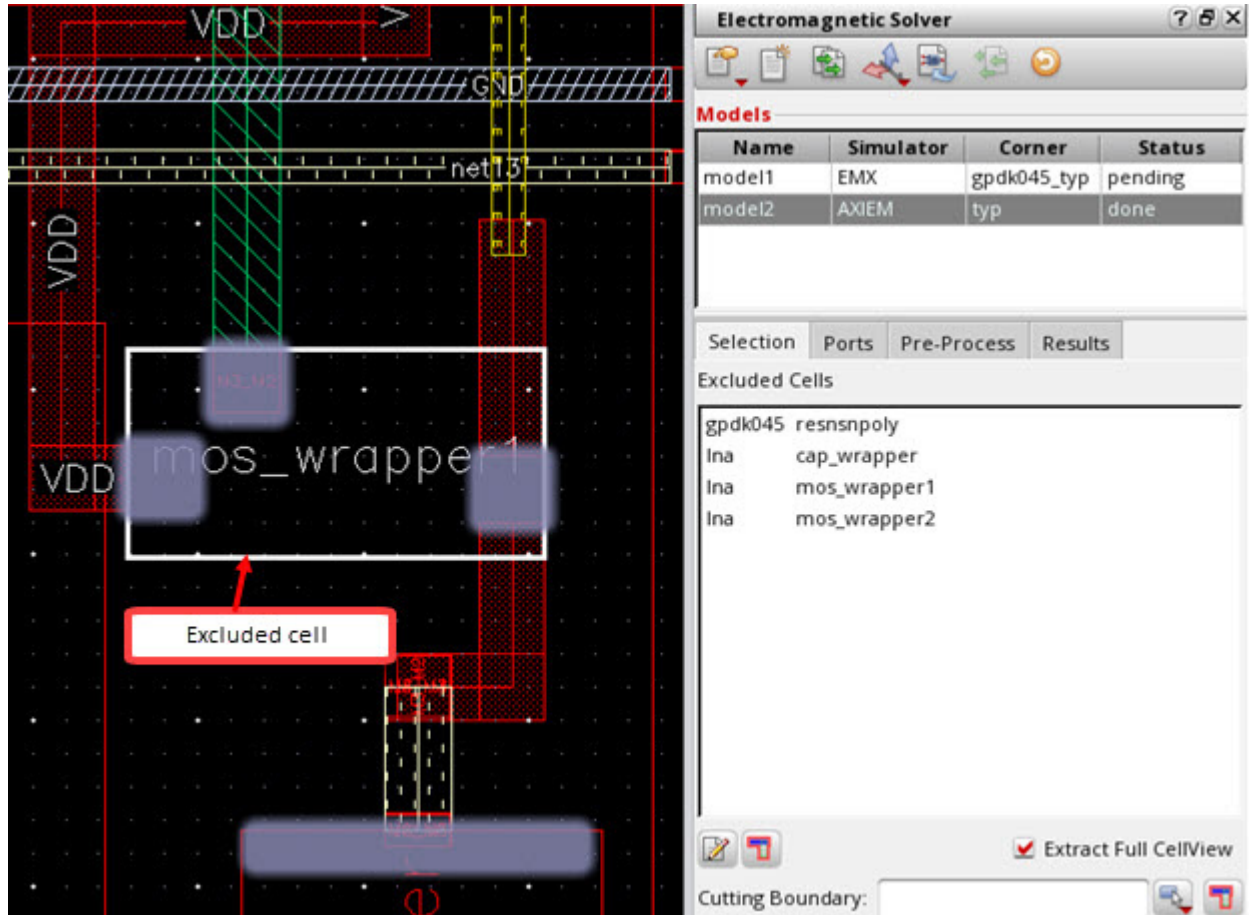 VDD
GND
net13
VDD
VDD
mos_wrapper1
Excluded cell
Electromagnetic Solver
Models
Name Simulator Corner Status
model1 EMX gpdk045_typ pending
model2 AXIEM typ done
Selection Ports Pre-Process Results
Excluded Cells
gpdk045 resnsnpoly
lna cap_wrapper
lna mos_wrapper1
lna mos_wrapper2
Extract Full CellView
Cutting Boundary: